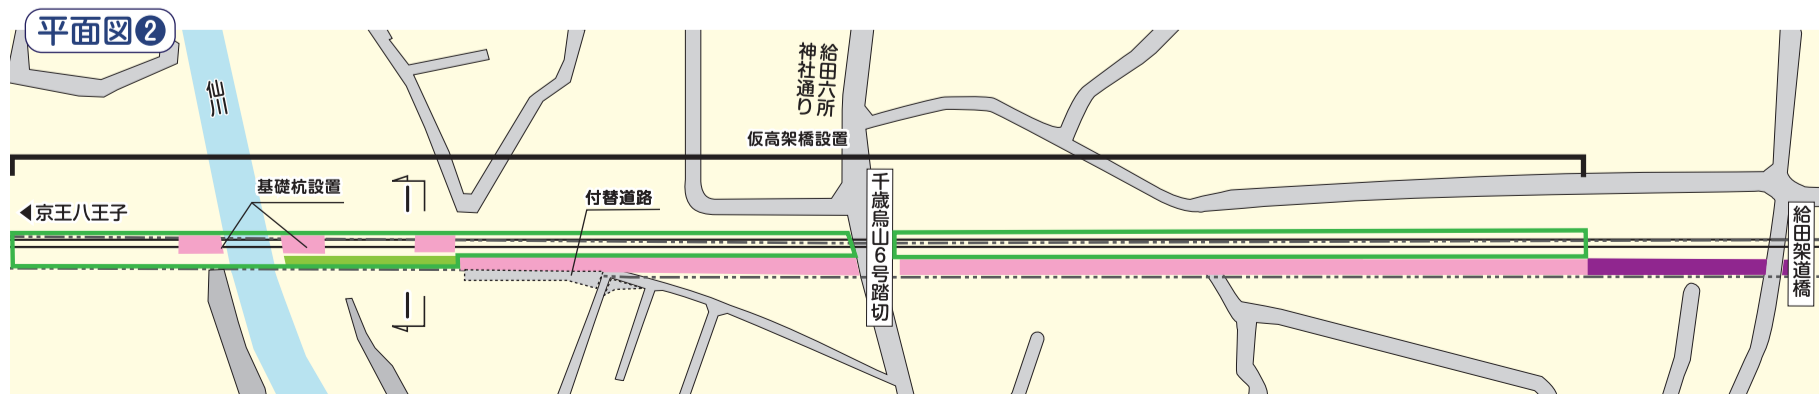 平面図❷
仙川
給田六所
神社通り
仮高架橋設置
基礎杭設置
付替道路
◀京王八王子
千歳烏山6号踏切
給田架道橋
I
I